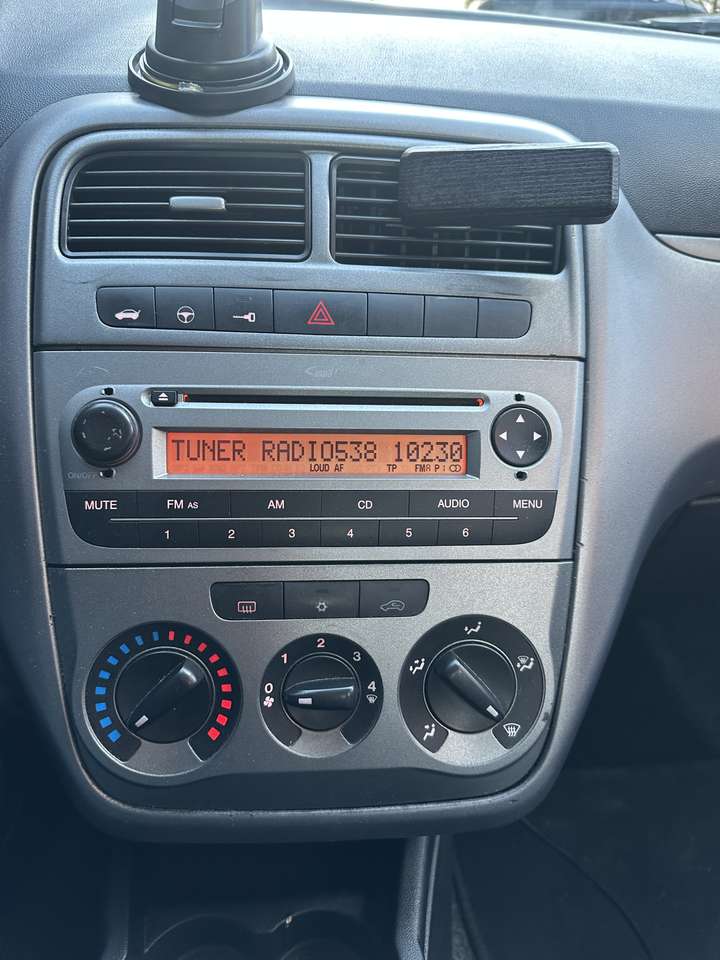 TUNER RADIO538 10230
LOUD AF TP FMA P:CD
ON/OFF
MUTE FM AS AM CD AUDIO MENU
1 2 3 4 5 6
0 1 2 3 4